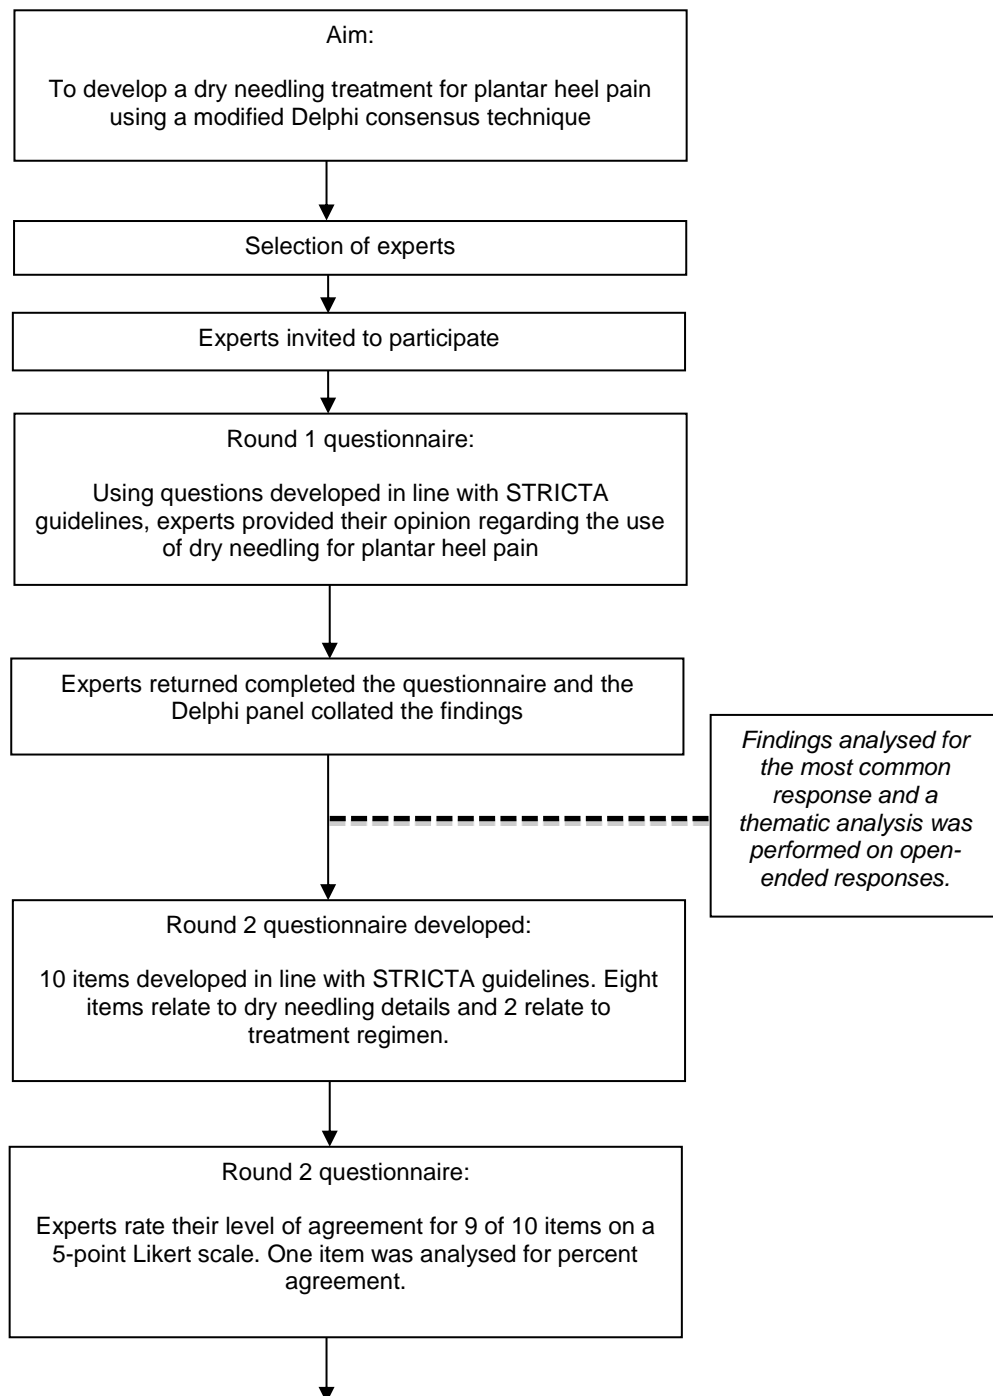 Aim:
To develop a dry needling treatment for plantar heel pain
using a modified Delphi consensus technique
Selection of experts
Experts invited to participate
Round 1 questionnaire:
Using questions developed in line with STRICTA
guidelines, experts provided their opinion regarding the use
of dry needling for plantar heel pain
Experts returned completed the questionnaire and the
Delphi panel collated the findings
Findings analysed for
the most common
response and a
thematic analysis was
performed on open-
ended responses.
Round 2 questionnaire developed:
10 items developed in line with STRICTA guidelines. Eight
items relate to dry needling details and 2 relate to
treatment regimen.
Round 2 questionnaire:
Experts rate their level of agreement for 9 of 10 items on a
5-point Likert scale. One item was analysed for percent
agreement.